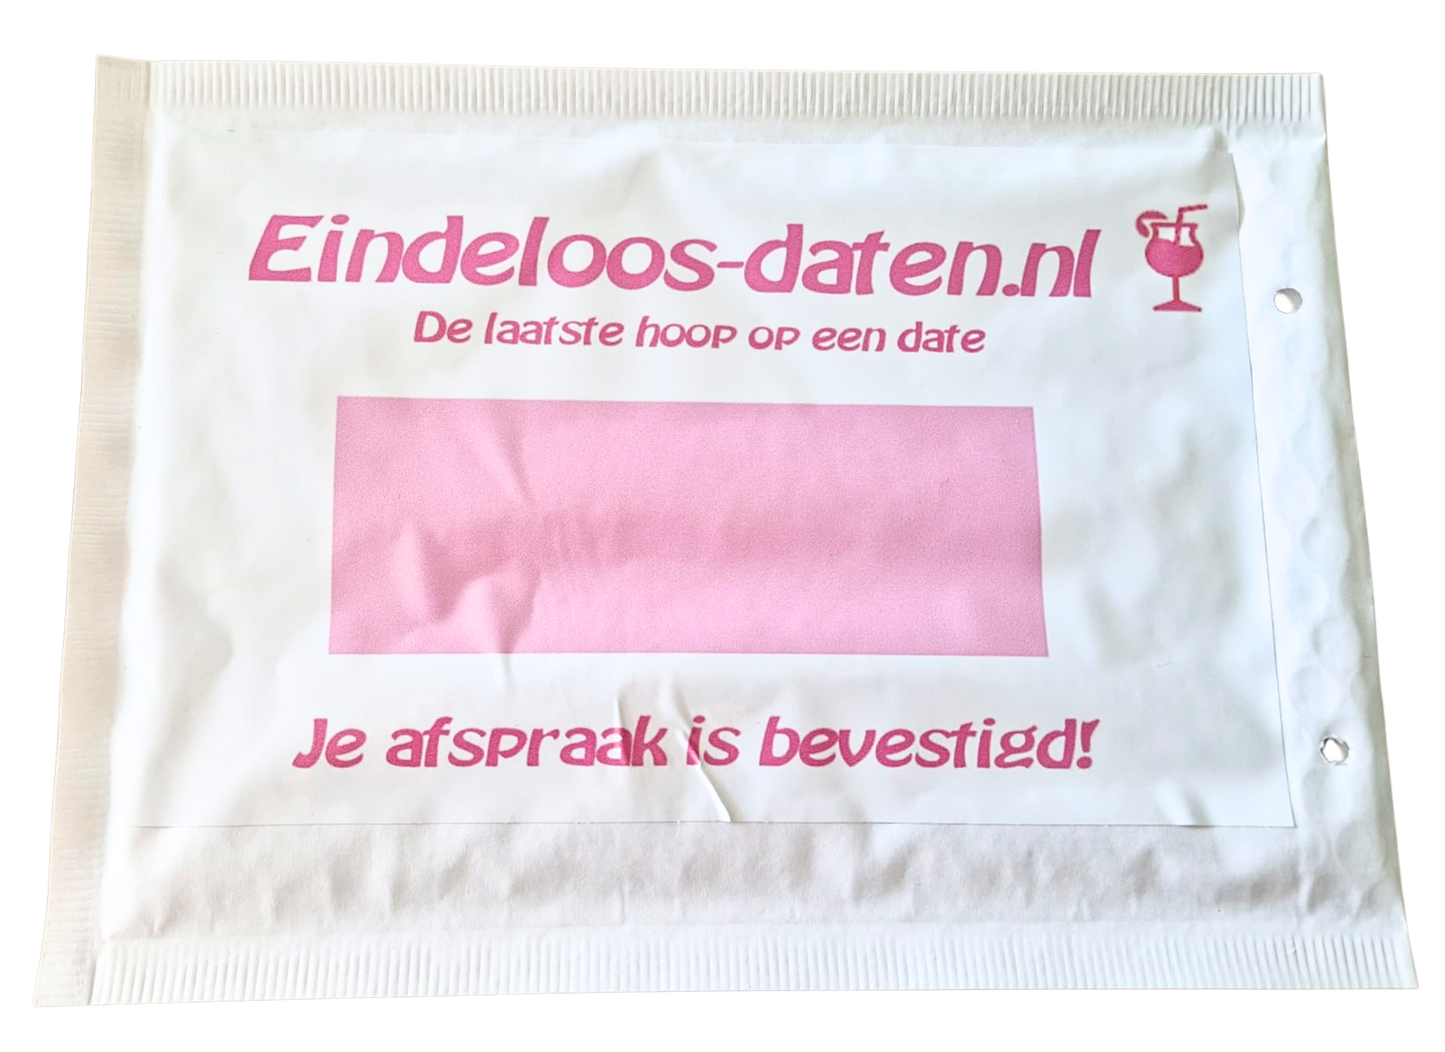 Eindeloos-daten.nl
De laatste hoop op een date
Je afspraak is bevestigd!